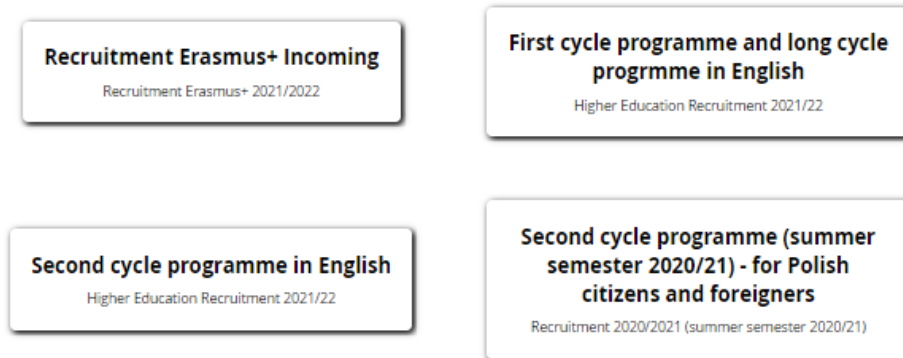 Recruitment Erasmus+ Incoming
Recruitment Erasmus+ 2021/2022
First cycle programme and long cycle
progrmme in English
Higher Education Recruitment 2021/22
Second cycle programme in English
Higher Education Recruitment 2021/22
Second cycle programme (summer
semester 2020/21) - for Polish
citizens and foreigners
Recruitment 2020/2021 (summer semester 2020/21)